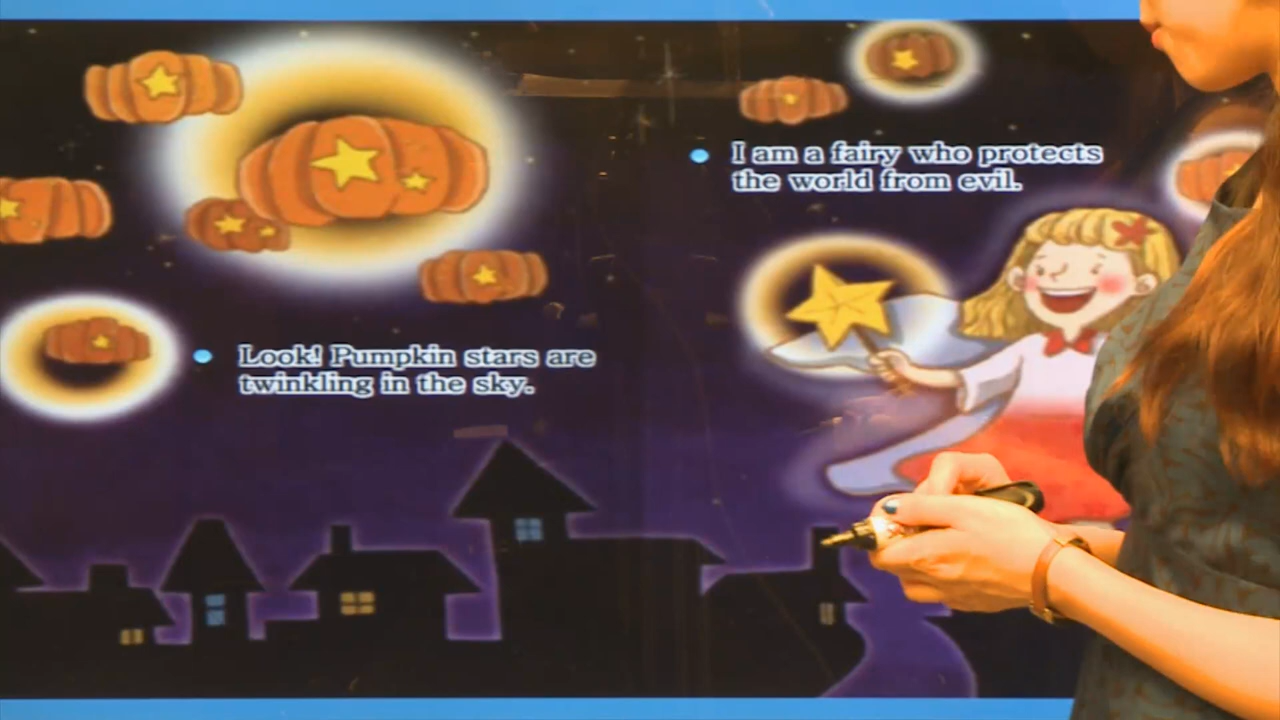 Look! Pumpkin stars are
twinkling in the sky.
I am a fairy who protects
the world from evil.